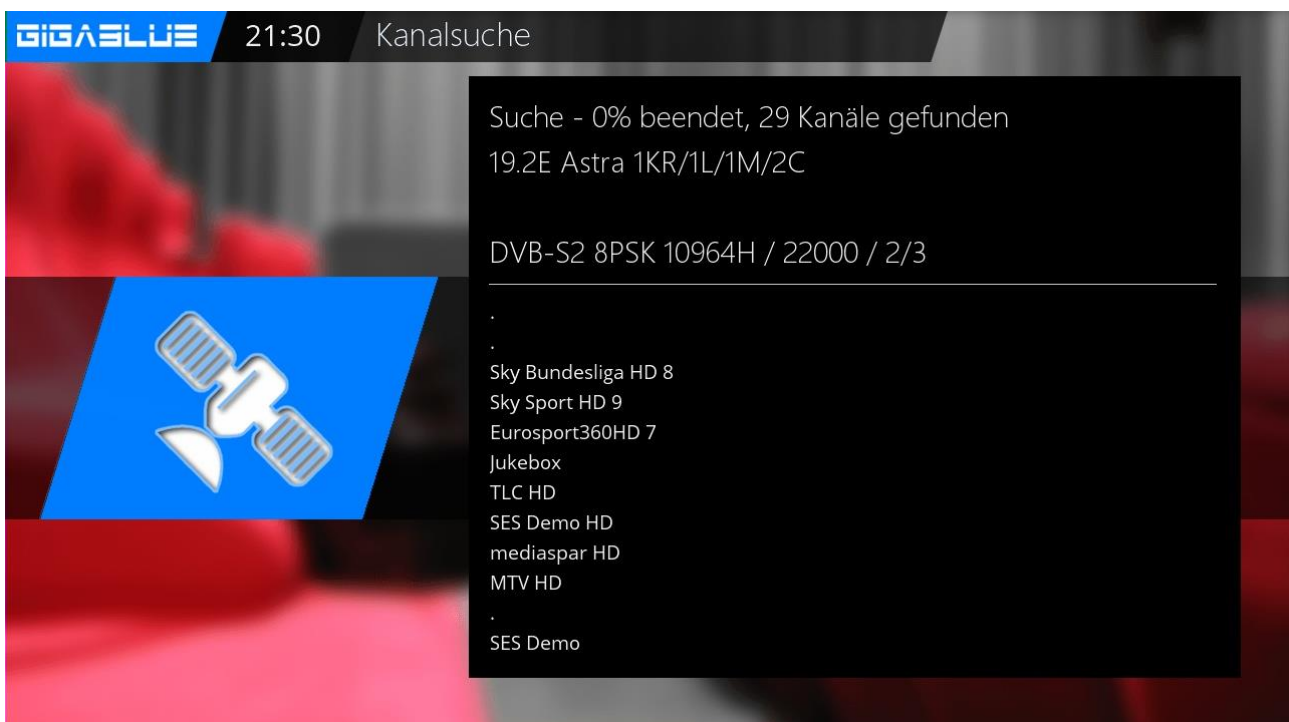 GIGABLUE 21:30 Kanalsuche
Suche - 0% beendet, 29 Kanäle gefunden
19.2E Astra 1KR/1L/1M/2C
DVB-S2 8PSK 10964H / 22000 / 2/3
.
.
Sky Bundesliga HD 8
Sky Sport HD 9
Eurosport360HD 7
Jukebox
TLC HD
SES Demo HD
mediaspar HD
MTV HD
.
SES Demo